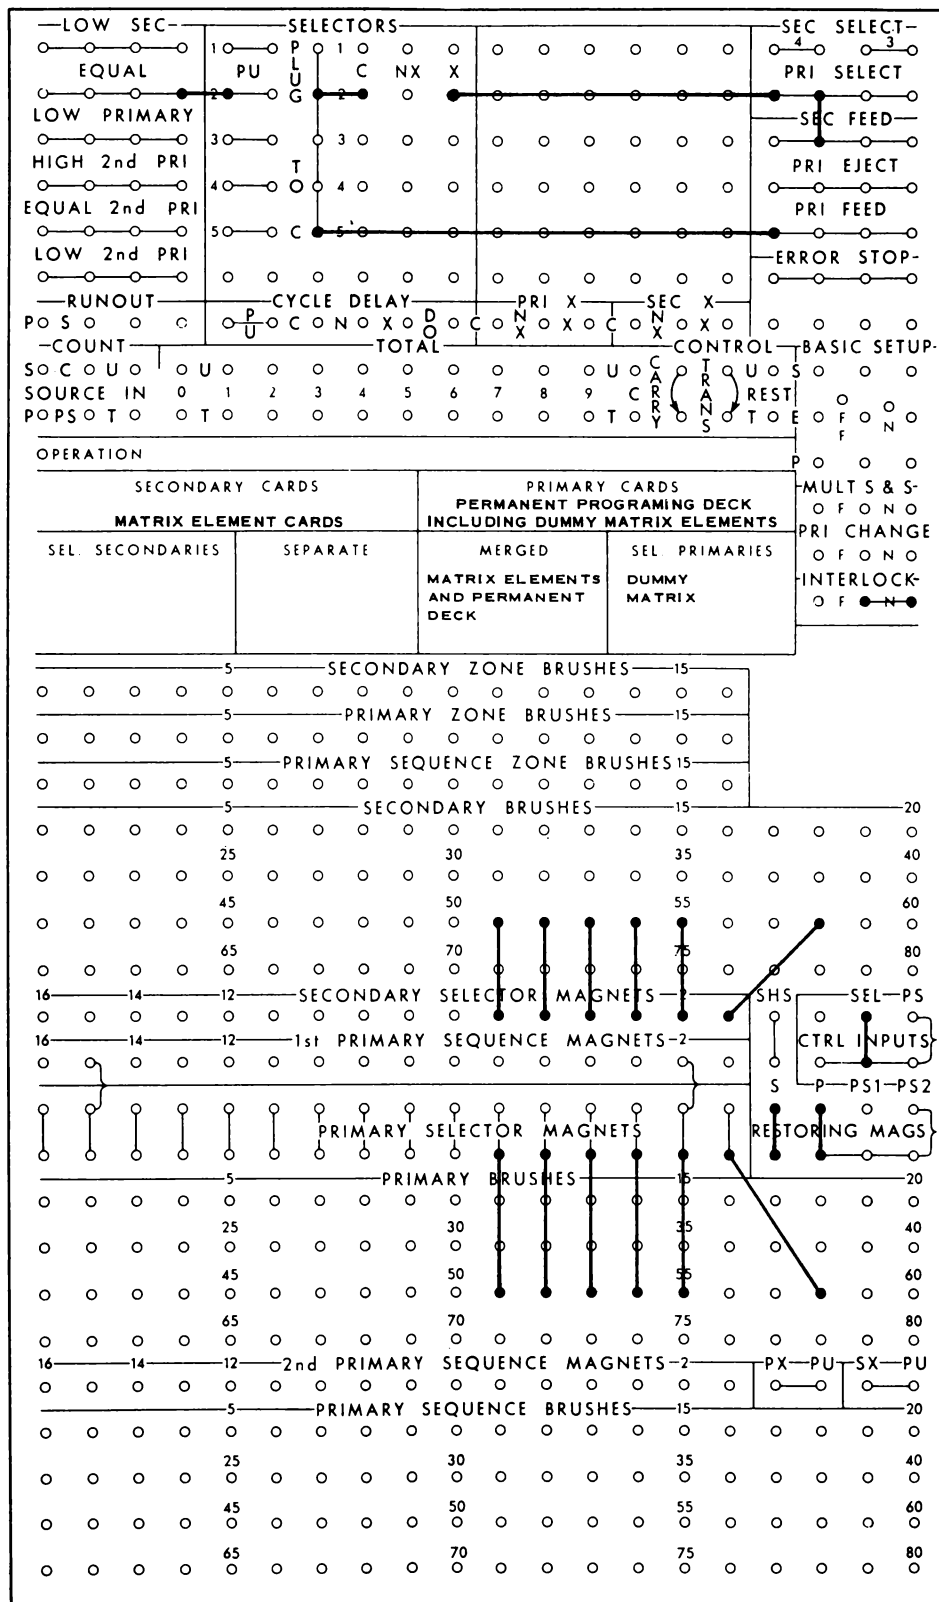 LOW SEC SELECTORS SEC SELECT
1 1 4 3
EQUAL PU PLUG TO C C NX X PRI SELECT
2 2
LOW PRIMARY SEC FEED
3 3
HIGH 2nd PRI PRI EJECT
4 4
EQUAL 2nd PRI PRI FEED
5 5
LOW 2nd PRI ERROR STOP
RUNOUT CYCLE DELAY PRI X SEC X
P S PU C N X DO C NX X C NX X
COUNT TOTAL CONTROL BASIC SETUP
S C U U U CARRY TRANS U S
SOURCE IN 0 1 2 3 4 5 6 7 8 9 C REST
P PS T T T T E OFF ON
OPERATION
P
SECONDARY CARDS PRIMARY CARDS MULT S & S
MATRIX ELEMENT CARDS PERMANENT PROGRAMING DECK
INCLUDING DUMMY MATRIX ELEMENTS
O F O N O
PRI CHANGE
SEL. SECONDARIES SEPARATE MERGED SEL. PRIMARIES
O F O N O
MATRIX ELEMENTS
AND PERMANENT
DECK
DUMMY
MATRIX
INTERLOCK
F N
5 SECONDARY ZONE BRUSHES 15
5 PRIMARY ZONE BRUSHES 15
5 PRIMARY SEQUENCE ZONE BRUSHES 15
5 SECONDARY BRUSHES 15 20
25 30 35 40
45 50 55 60
65 70 75 80
16 14 12 SECONDARY SELECTOR MAGNETS 2 SHS SEL PS
16 14 12 1st PRIMARY SEQUENCE MAGNETS 2 CTRL INPUTS
S P PS1 PS2
PRIMARY SELECTOR MAGNETS RESTORING MAGS
5 PRIMARY BRUSHES 15 20
25 30 35 40
45 50 55 60
65 70 75 80
16 14 12 2nd PRIMARY SEQUENCE MAGNETS 2 PX PU SX PU
5 PRIMARY SEQUENCE BRUSHES 15 20
25 30 35 40
45 50 55 60
65 70 75 80